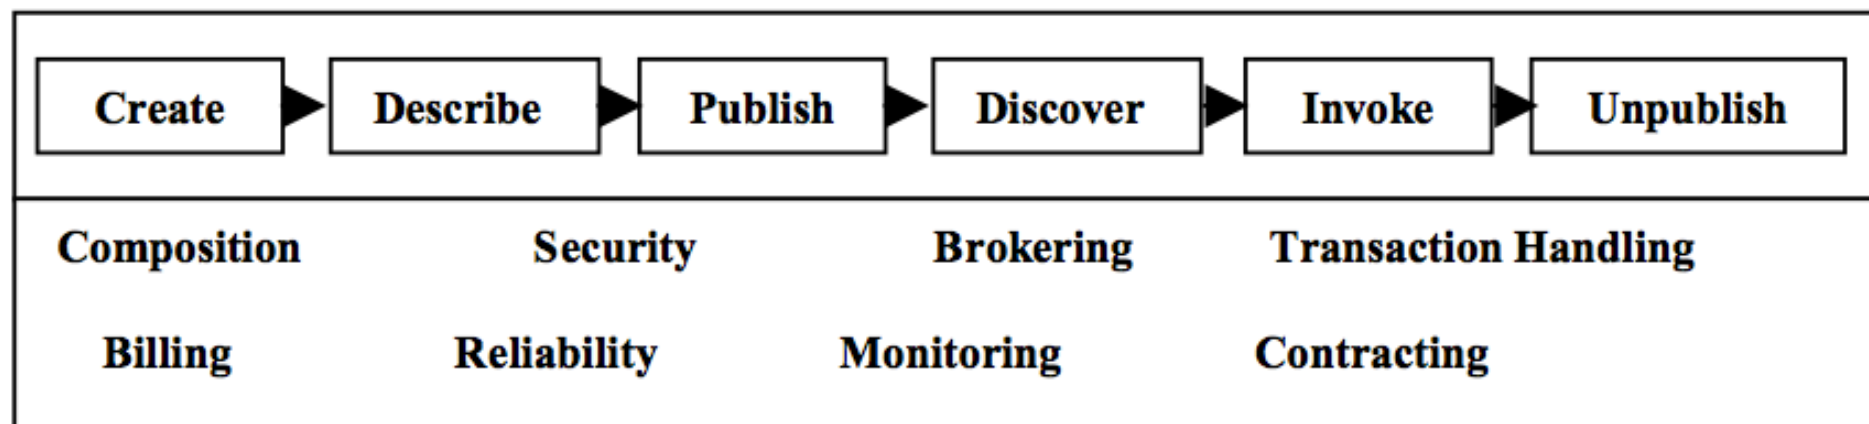 Create Describe Publish Discover Invoke Unpublish
Composition Security Brokering Transaction Handling
Billing Reliability Monitoring Contracting